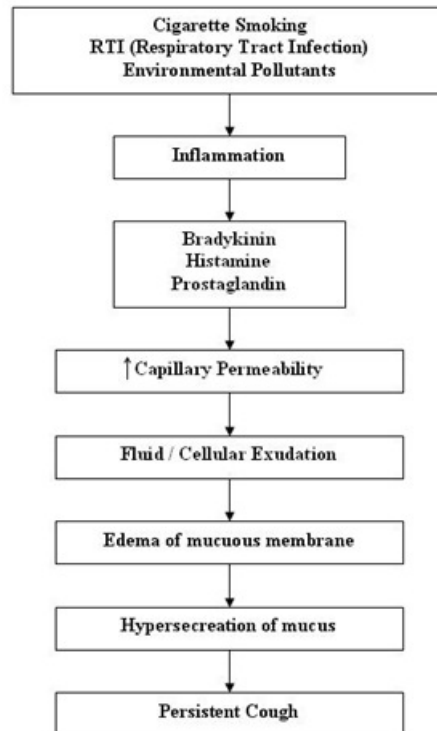 Cigarette Smoking
RTI (Respiratory Tract Infection)
Environmental Pollutants
Inflammation
Bradykinin
Histamine
Prostaglandin
↑Capillary Permeability
Fluid / Cellular Exudation
Edema of mucuous membrane
Hypersecreation of mucus
Persistent Cough